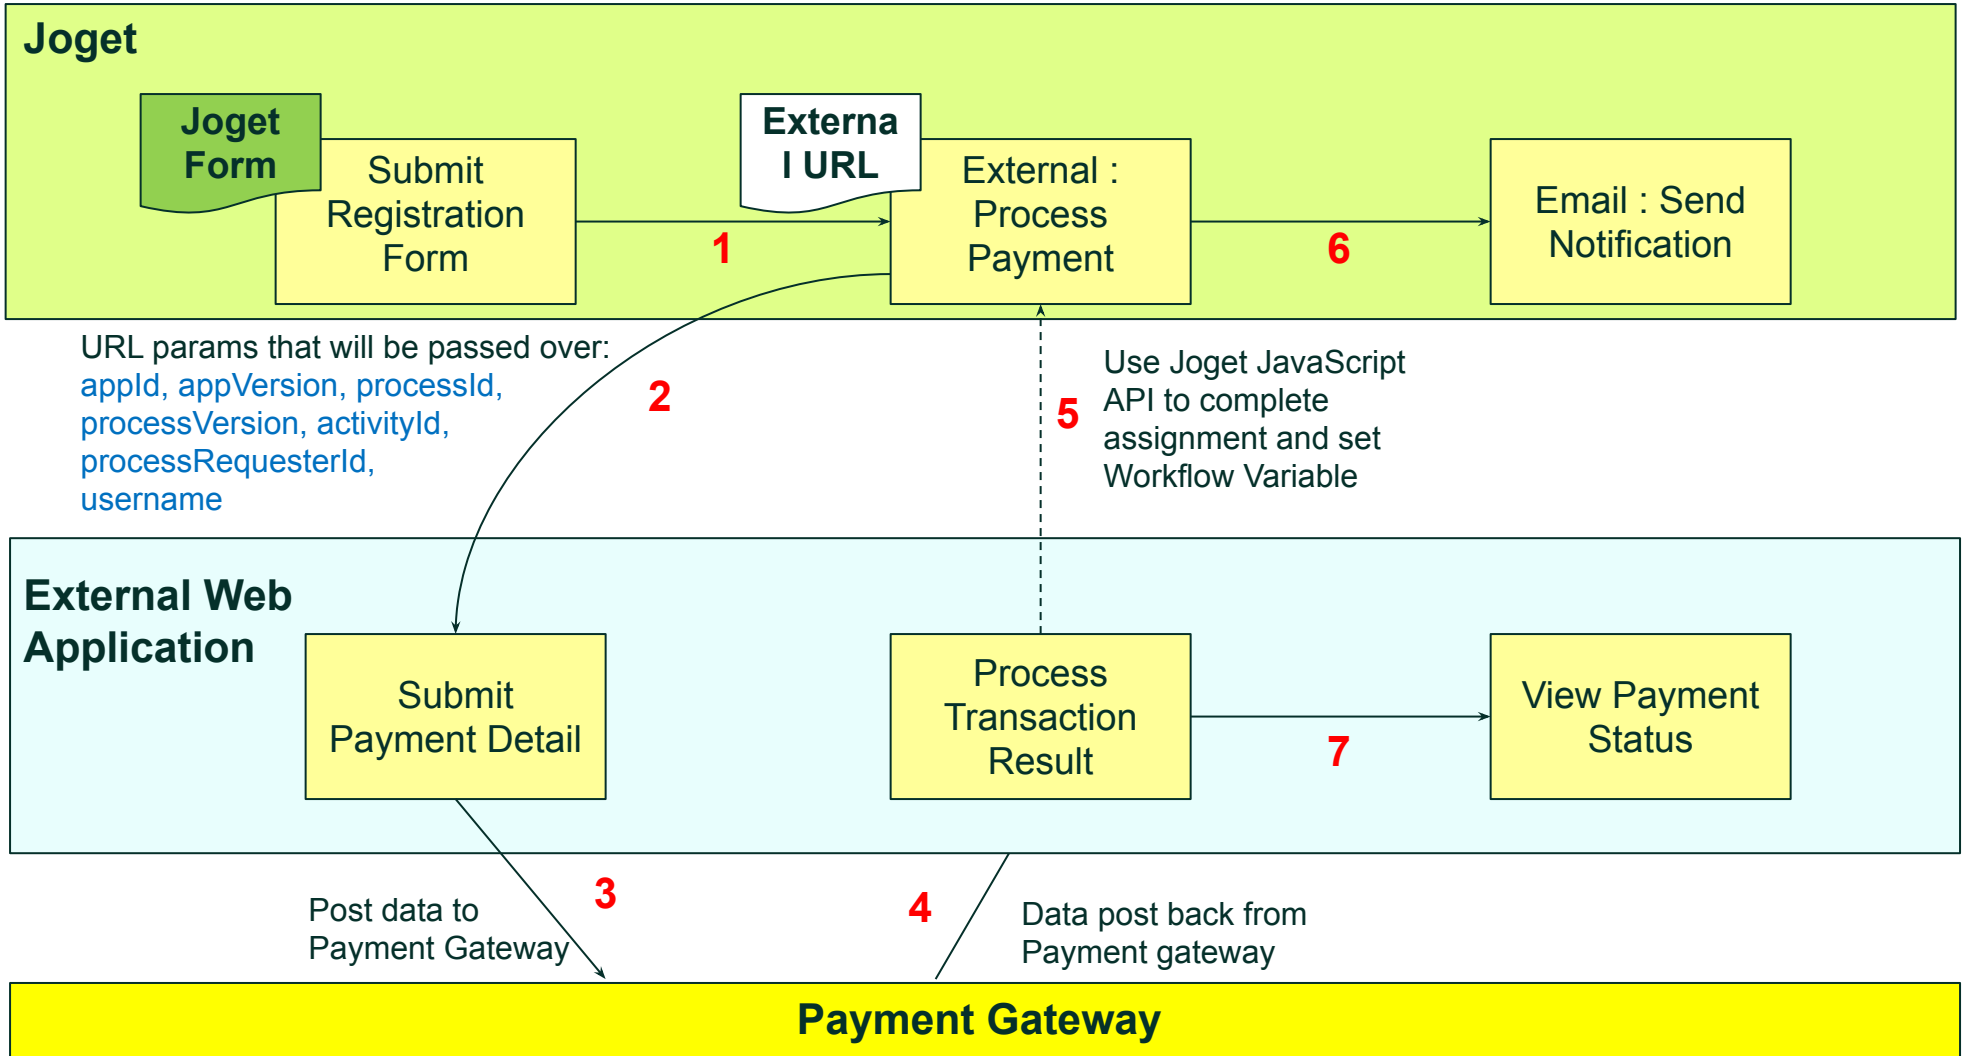 Joget
Joget
Form
Submit
Registration
Form
1
Externa
l URL
External :
Process
Payment
6
Email : Send
Notification
URL params that will be passed over:
appId, appVersion, processId,
processVersion, activityId,
processRequesterId,
username
2
5
Use Joget JavaScript
API to complete
assignment and set
Workflow Variable
External Web
Application
Submit
Payment Detail
Process
Transaction
Result
7
View Payment
Status
Post data to
Payment Gateway
3
4
Data post back from
Payment gateway
Payment Gateway